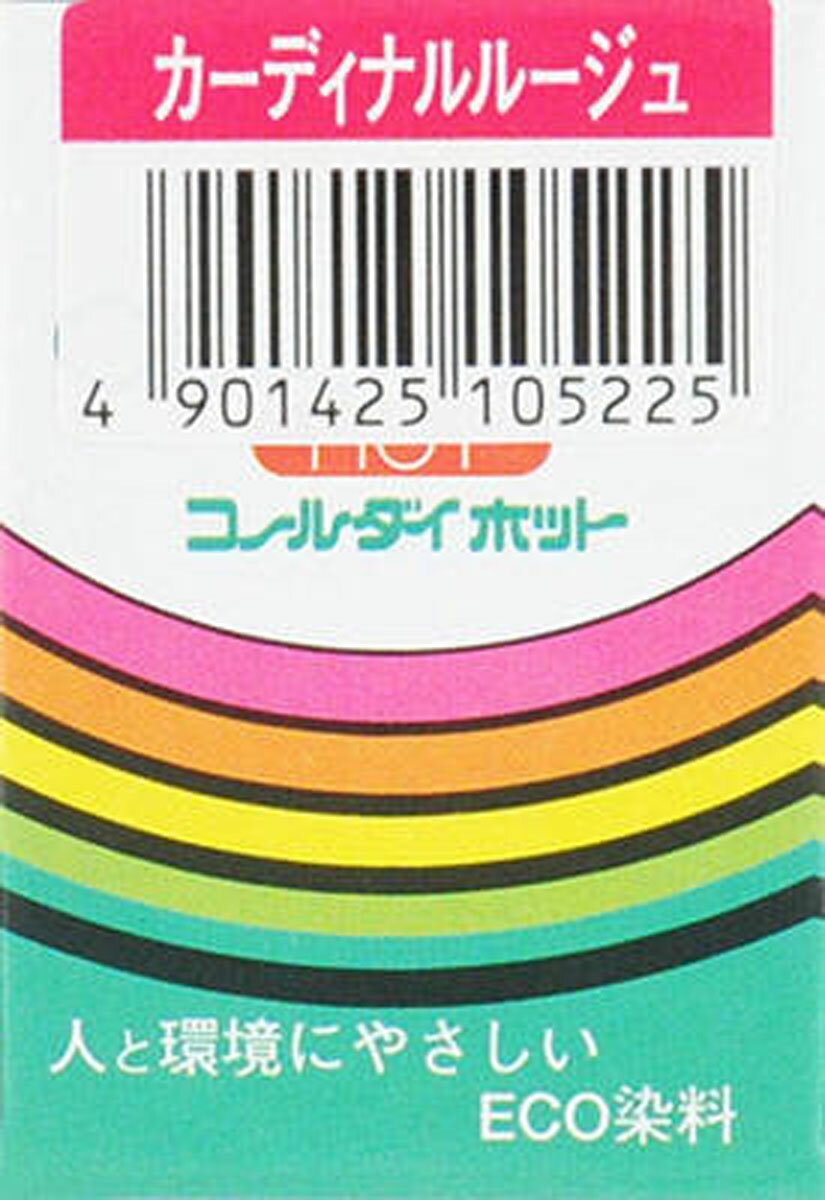 カーディナルルージュ
4 901425 105225
コールダイホット
人と環境にやさしい
ECO染料